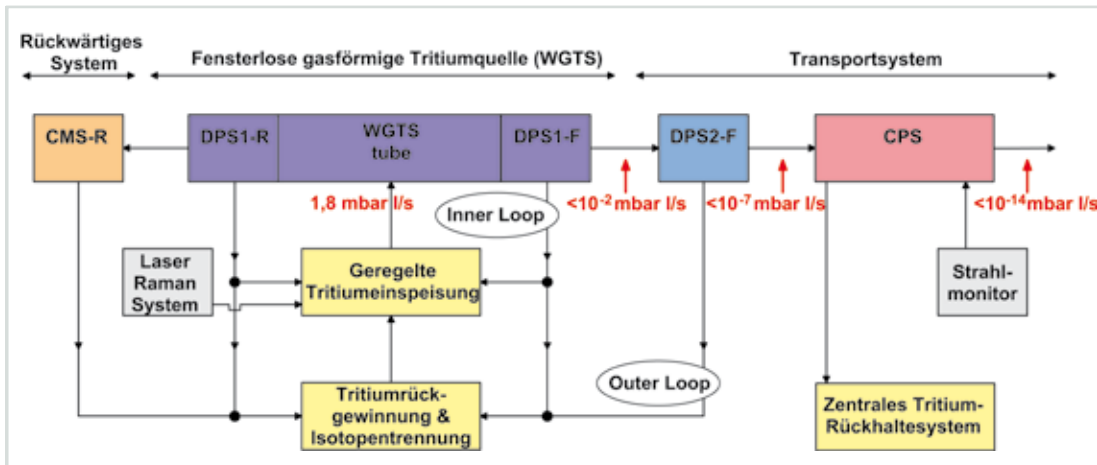 Rückwärtiges
System
Fensterlose gasförmige Tritiumquelle (WGTS)
Transportsystem
CMS-R
DPS1-R
WGTS
tube
DPS1-F
DPS2-F
CPS
1,8 mbar l/s
Inner Loop
<10⁻² mbar l/s
<10⁻⁷ mbar l/s
<10⁻¹⁴ mbar l/s
Laser
Raman
System
Geregelte
Tritiumeinspeisung
Strahl-
monitor
Outer Loop
Tritiumrück-
gewinnung &
Isotopentrennung
Zentrales Tritium-
Rückhaltesystem